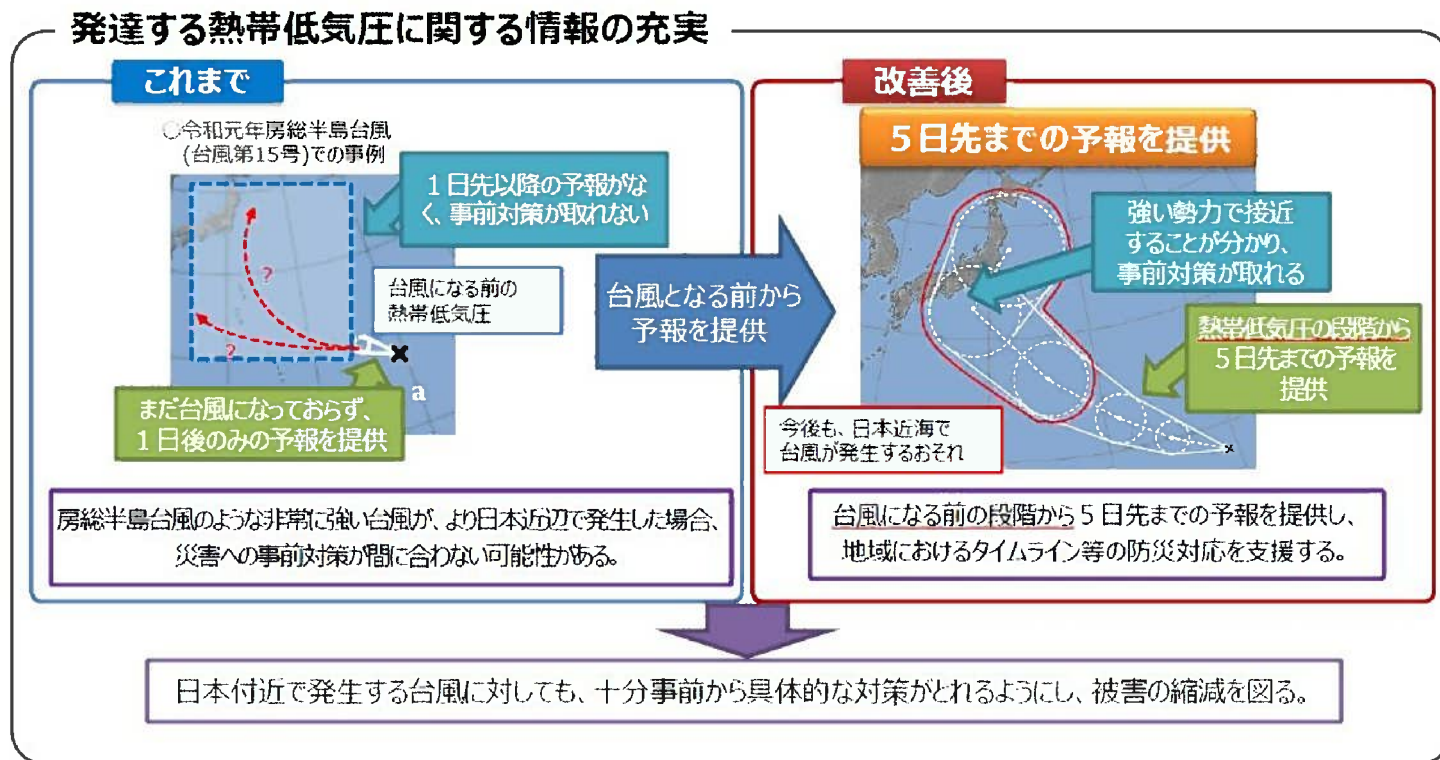 発達する熱帯低気圧に関する情報の充実
これまで
○令和元年房総半島台風
(台風第15号)での事例
1日先以降の予報がな
く、事前対策が取れない
?
?
台風になる前の
熱帯低気圧
a
まだ台風になっておらず、
1日後のみの予報を提供
房総半島台風のような非常に強い台風が、より日本近辺で発生した場合、
災害への事前対策が間に合わない可能性がある。
台風となる前から
予報を提供
改善後
5日先までの予報を提供
強い勢力で接近
することが分かり、
事前対策が取れる
熱帯低気圧の段階から
5日先までの予報を
提供
今後も、日本近海で
台風が発生するおそれ
台風になる前の段階から5日先までの予報を提供し、
地域におけるタイムライン等の防災対応を支援する。
日本付近で発生する台風に対しても、十分事前から具体的な対策がとれるようにし、被害の縮減を図る。